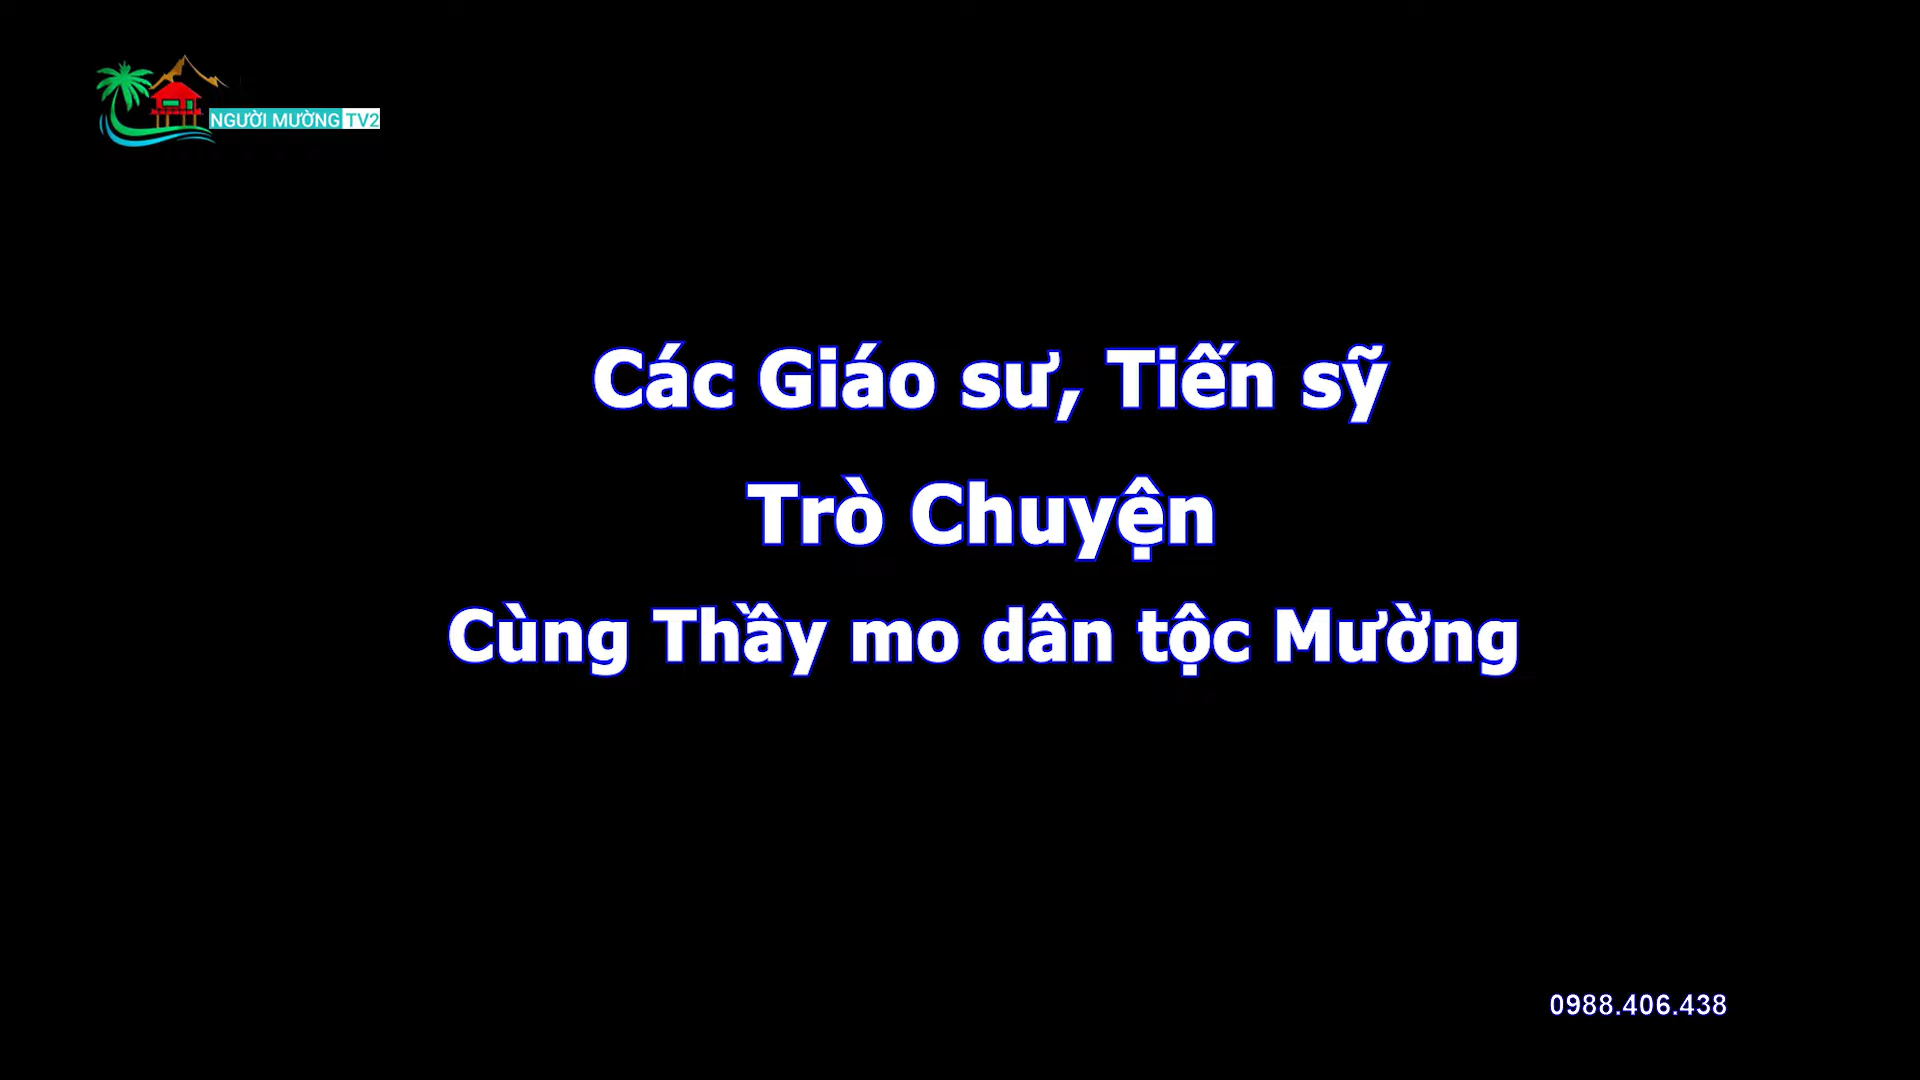 NGƯỜI MƯỜNG TV2
Các Giáo sư, Tiến sỹ
Trò Chuyện
Cùng Thầy mo dân tộc Mường
0988.406.438